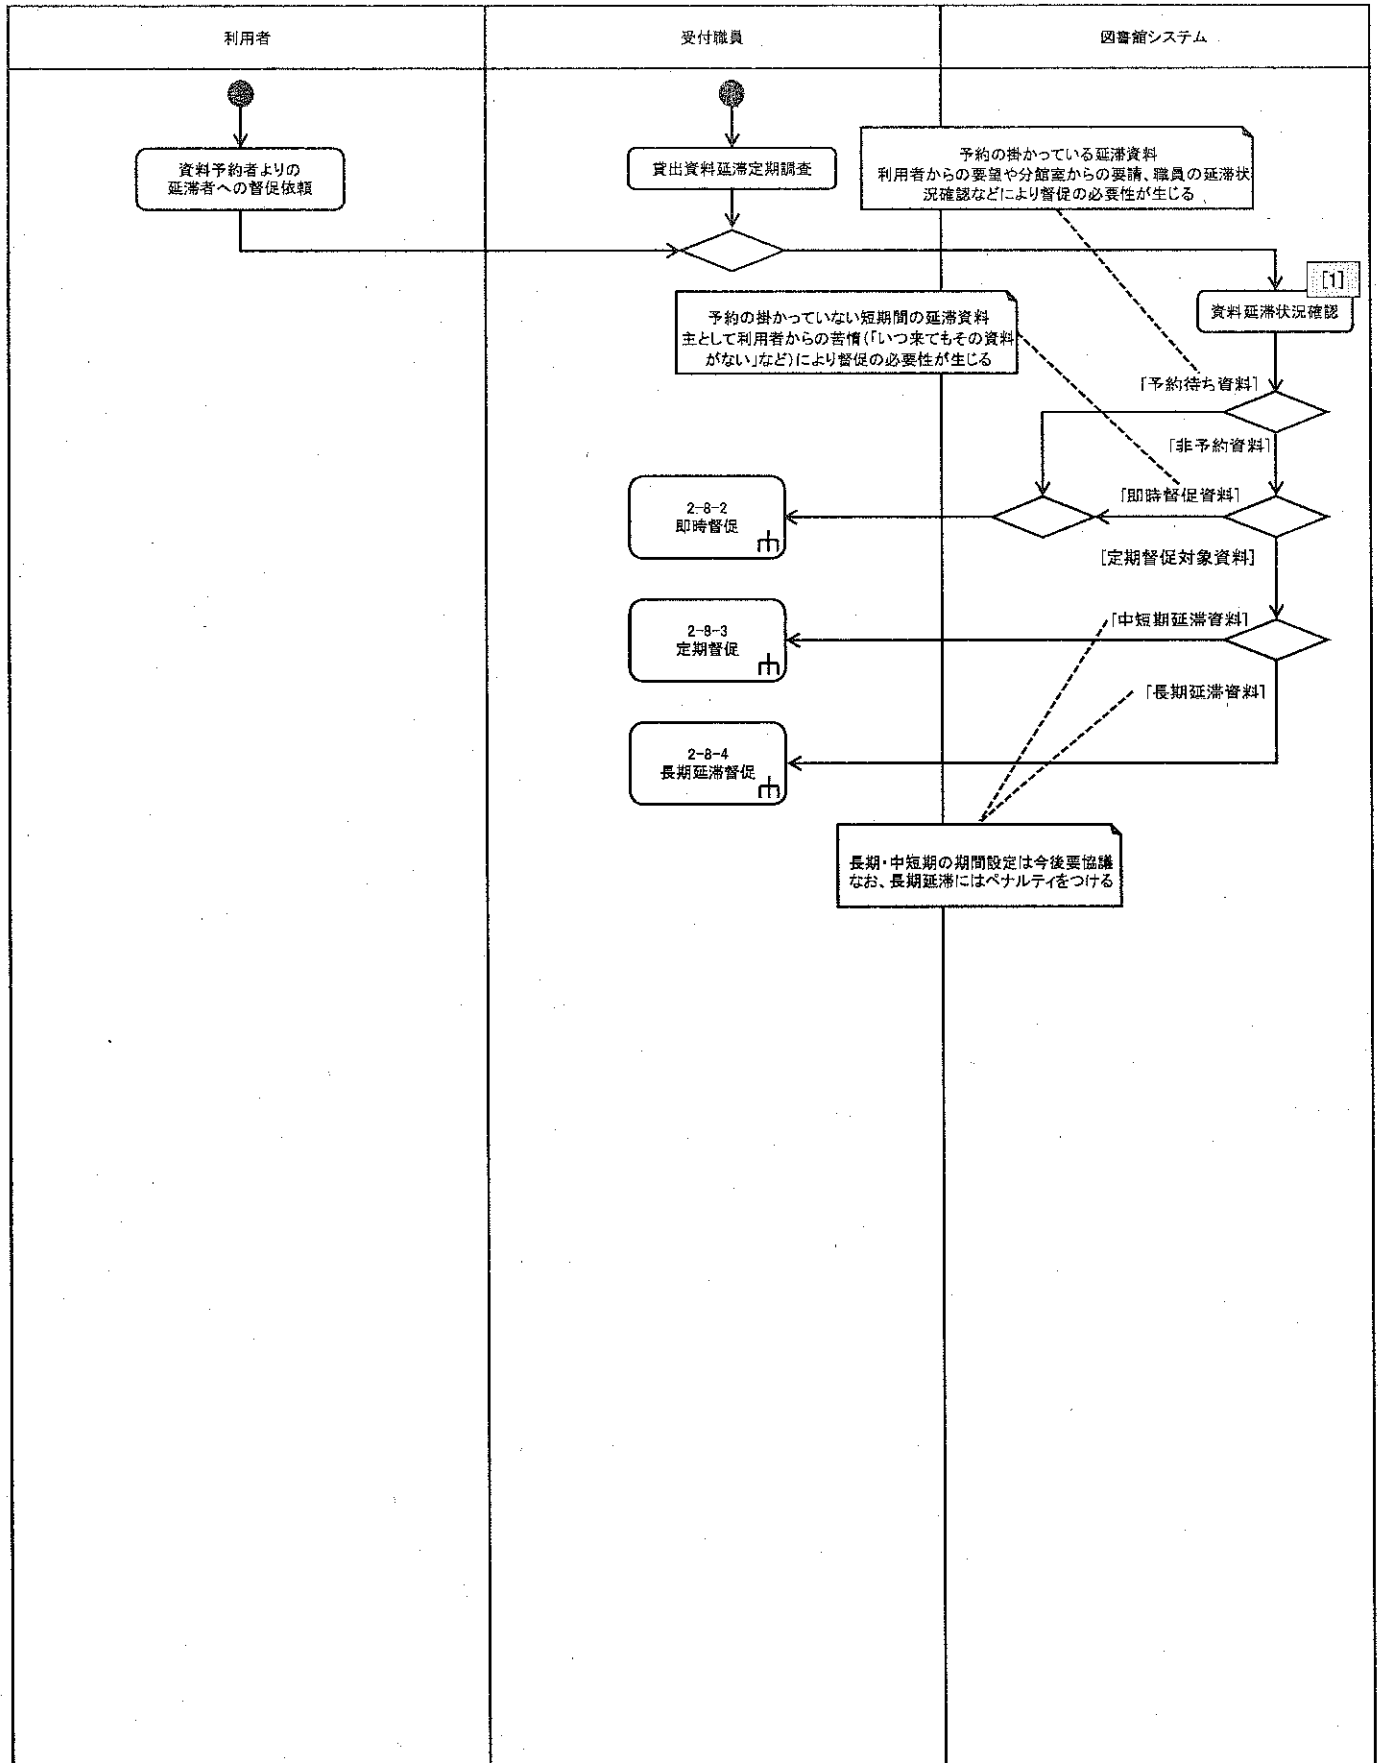 利用者
受付職員
図書館システム
資料予約者よりの
延滞者への督促依頼
貸出資料延滞定期調査
予約の掛かっている延滞資料
利用者からの要望や分館室からの要請、職員の延滞状
況確認などにより督促の必要性が生じる
[1]
資料延滞状況確認
予約の掛かっていない短期間の延滞資料
主として利用者からの苦情(「いつ来てもその資料
がない」など)により督促の必要性が生じる
[予約待ち資料]
[非予約資料]
[即時督促資料]
2-8-2
即時督促
[定期督促対象資料]
2-8-3
定期督促
[中短期延滞資料]
[長期延滞資料]
2-8-4
長期延滞督促
長期・中短期の期間設定は今後要協議
なお、長期延滞にはペナルティをつける